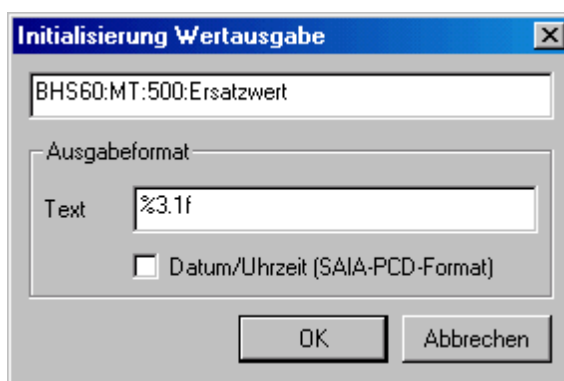 Initialisierung Wertausgabe
BHS60:MT:500:Ersatzwert
Ausgabeformat
Text %3.1f
Datum/Uhrzeit (SAIA-PCD-Format)
OK Abbrechen